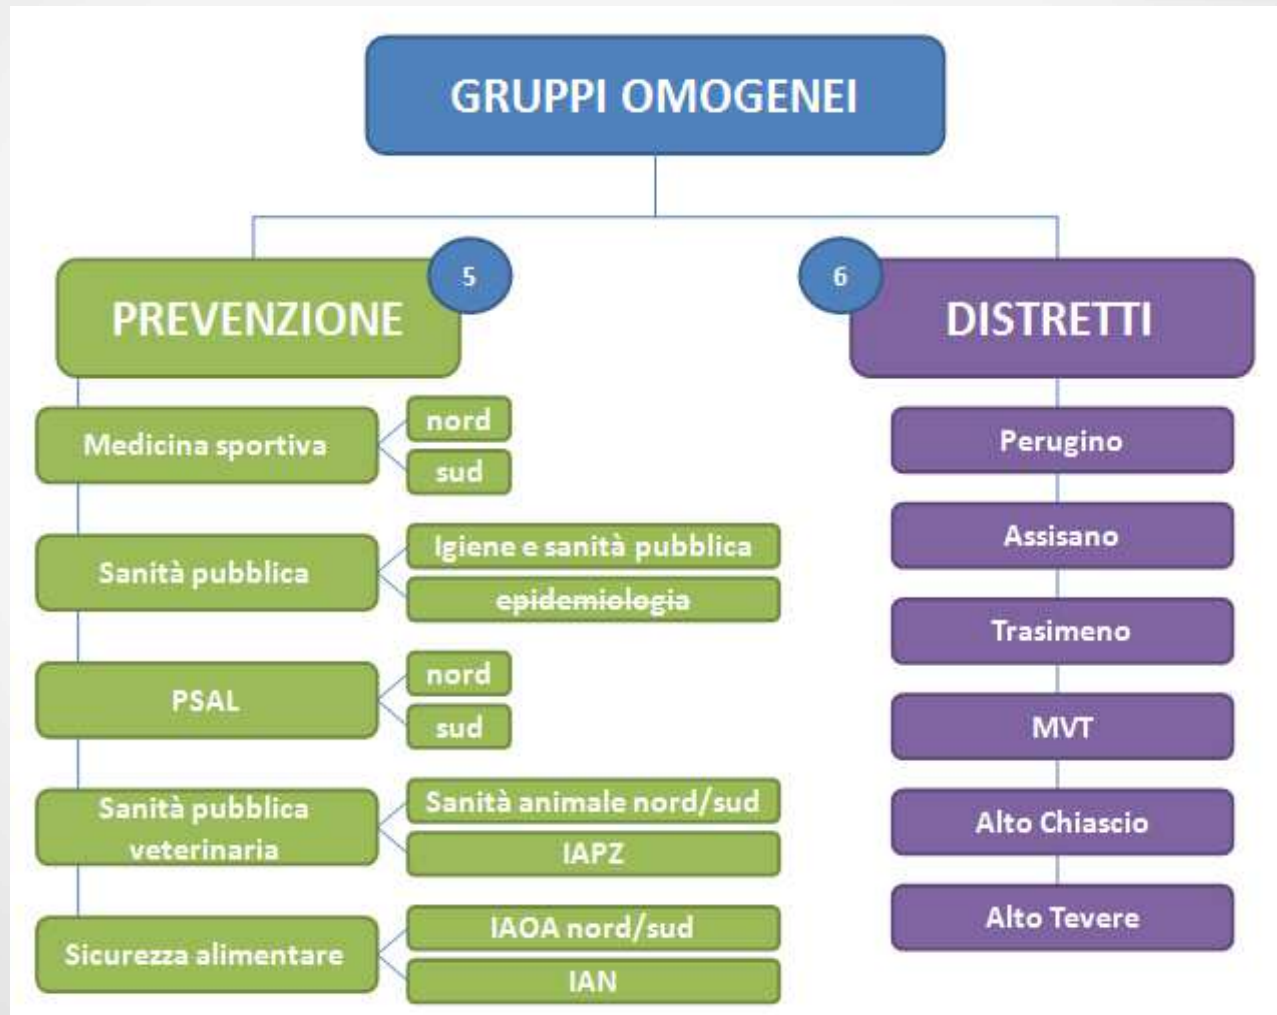 GRUPPI OMOGENEI
5
PREVENZIONE
Medicina sportiva
nord
sud
Sanità pubblica
Igiene e sanità pubblica
epidemiologia
PSAL
nord
sud
Sanità pubblica
veterinaria
Sanità animale nord/sud
IAPZ
Sicurezza alimentare
IAOA nord/sud
IAN
6
DISTRETTI
Perugino
Assisano
Trasimeno
MVT
Alto Chiascio
Alto Tevere